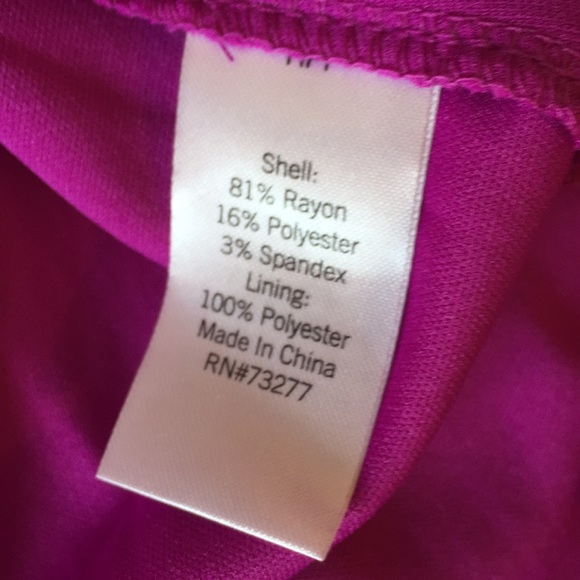 Shell:
81% Rayon
16% Polyester
3% Spandex
Lining:
100% Polyester
Made In China
RN#73277